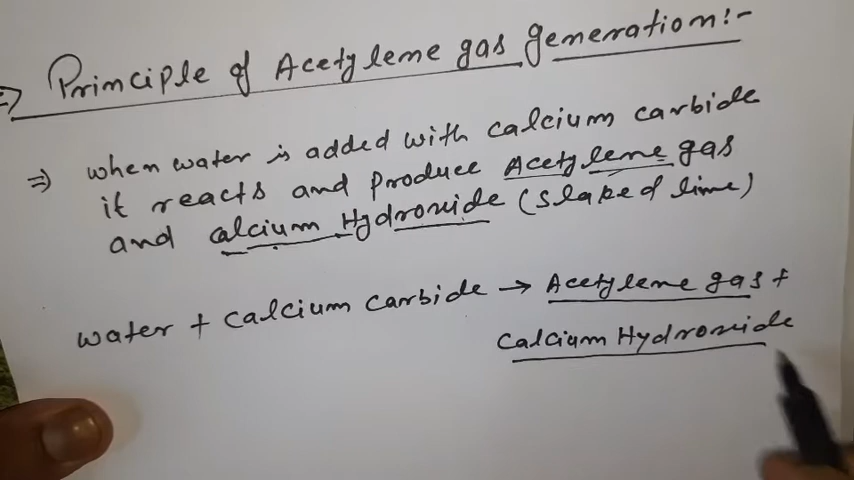 ⇒ Principle of Acetylene gas generation:-
⇒ when water is added with calcium carbide
it reacts and produce Acetylene gas
and calcium Hydroxide (slaked lime)
water + calcium carbide → Acetylene gas +
Calcium Hydroxide